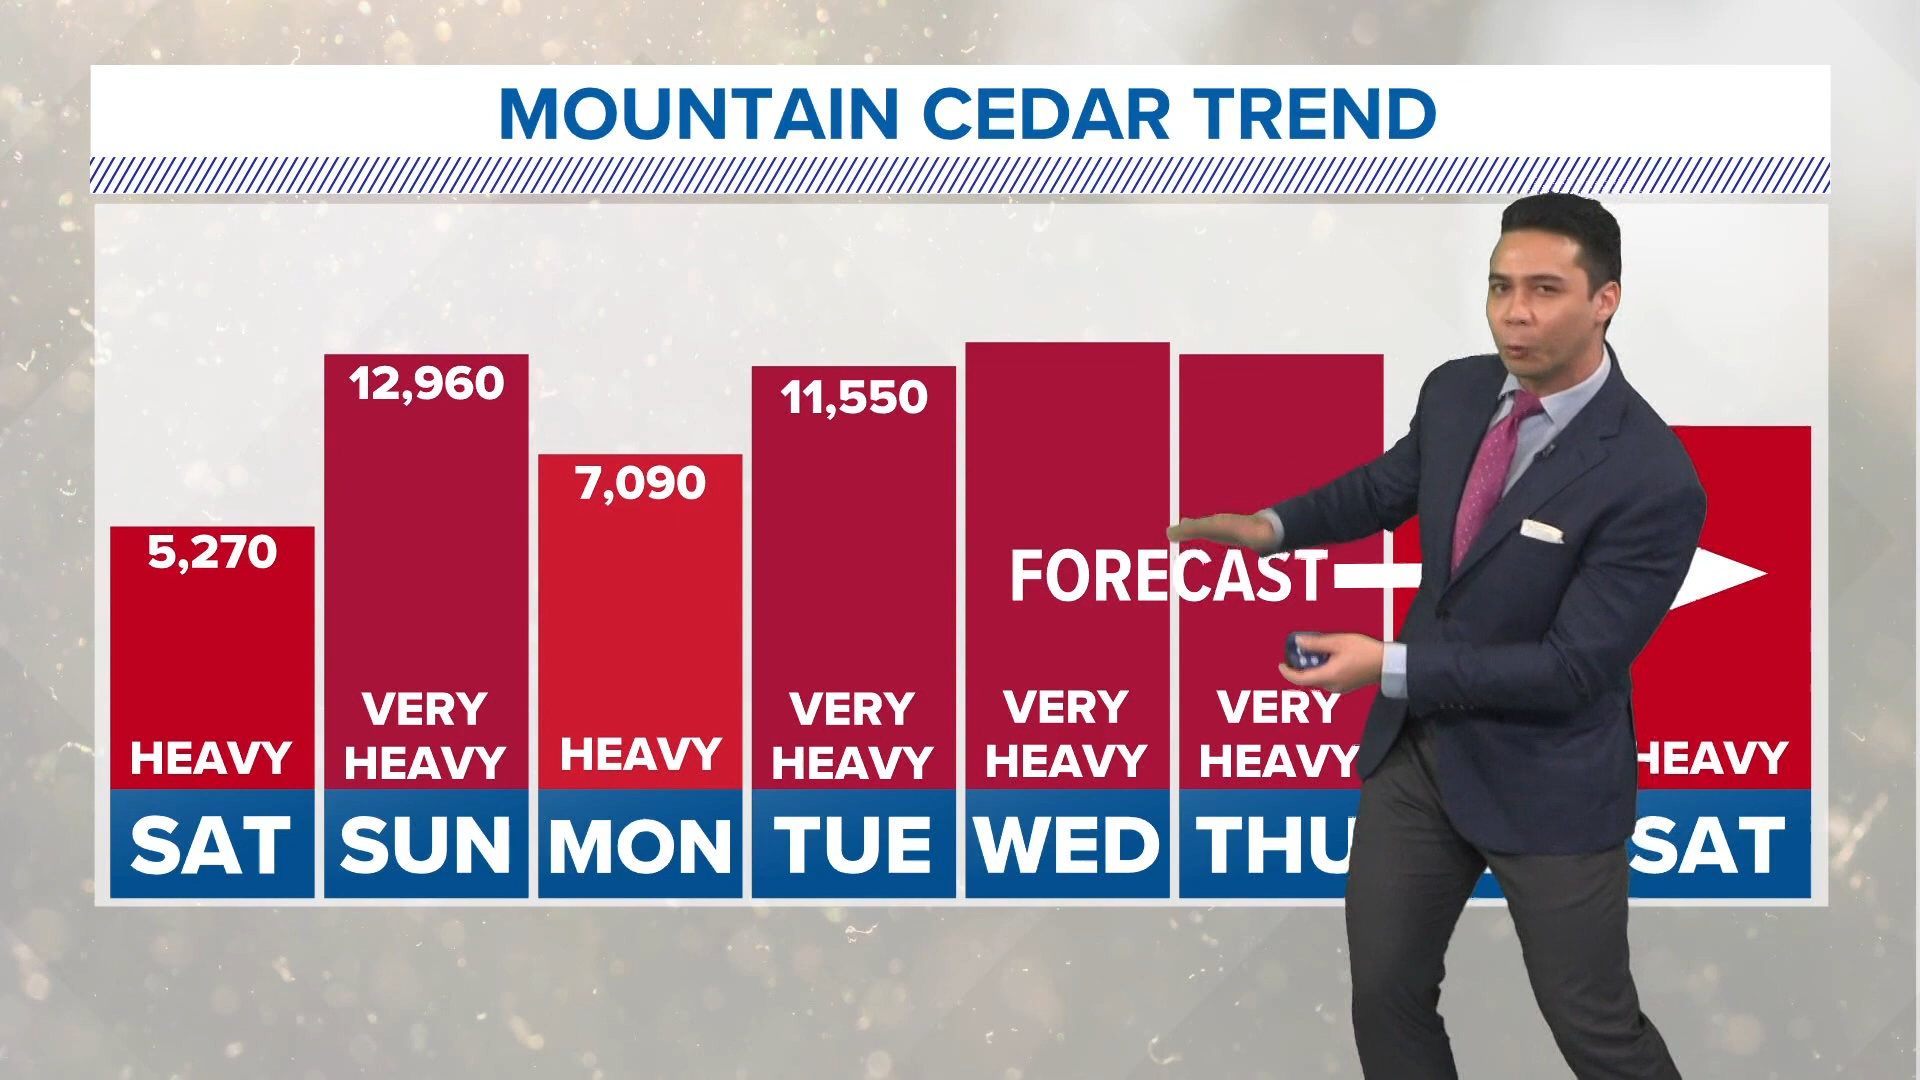 MOUNTAIN CEDAR TREND
5,270
12,960
7,090
11,550
FORECAST
HEAVY
VERY
HEAVY
HEAVY
VERY
HEAVY
VERY
HEAVY
VERY
HEAVY
HEAVY
SAT
SUN
MON
TUE
WED
THU
SAT